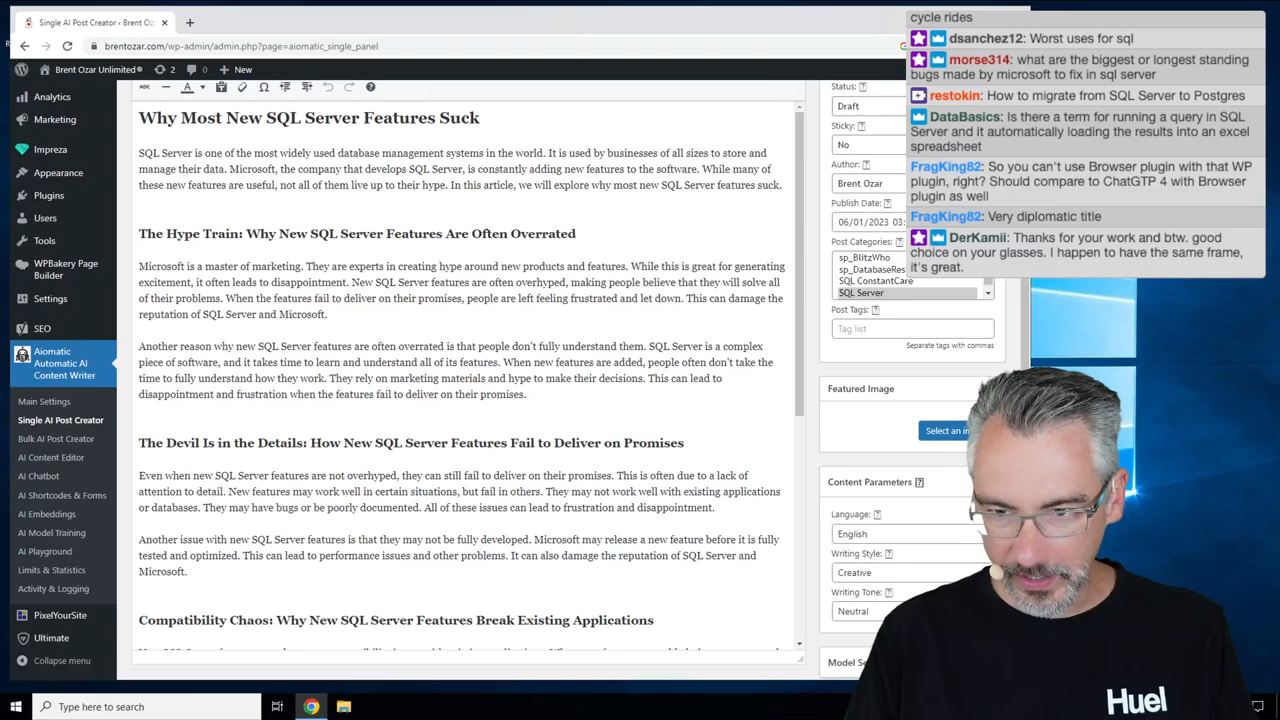 Single AI Post Creator ‹ Brent Oz
brentozar.com/wp-admin/admin.php?page=aiomatic_single_panel
Brent Ozar Unlimited®
2
0
New
Analytics
Marketing
Impreza
Appearance
Plugins
Users
Tools
WPBakery Page
Builder
Settings
SEO
Aiomatic
Automatic AI
Content Writer
Main Settings
Single AI Post Creator
Bulk AI Post Creator
AI Content Editor
AI Chatbot
AI Shortcodes & Forms
AI Embeddings
AI Model Training
AI Playground
Limits & Statistics
Activity & Logging
PixelYourSite
Ultimate
Collapse menu
Why Most New SQL Server Features Suck
SQL Server is one of the most widely used database management systems in the world. It is used by businesses of all sizes to store and
manage their data. Microsoft, the company that develops SQL Server, is constantly adding new features to the software. While many of
these new features are useful, not all of them live up to their hype. In this article, we will explore why most new SQL Server features suck.
The Hype Train: Why New SQL Server Features Are Often Overrated
Microsoft is a master of marketing. They are experts in creating hype around new products and features. While this is great for generating
excitement, it often leads to disappointment. New SQL Server features are often overhyped, making people believe that they will solve all
of their problems. When the features fail to deliver on their promises, people are left feeling frustrated and let down. This can damage the
reputation of SQL Server and Microsoft.
Another reason why new SQL Server features are often overrated is that people don't fully understand them. SQL Server is a complex
piece of software, and it takes time to learn and understand all of its features. When new features are added, people often don't take the
time to fully understand how they work. They rely on marketing materials and hype to make their decisions. This can lead to
disappointment and frustration when the features fail to deliver on their promises.
The Devil Is in the Details: How New SQL Server Features Fail to Deliver on Promises
Even when new SQL Server features are not overhyped, they can still fail to deliver on their promises. This is often due to a lack of
attention to detail. New features may work well in certain situations, but fail in others. They may not work well with existing applications
or databases. They may have bugs or be poorly documented. All of these issues can lead to frustration and disappointment.
Another issue with new SQL Server features is that they may not be fully developed. Microsoft may release a new feature before it is fully
tested and optimized. This can lead to performance issues and other problems. It can also damage the reputation of SQL Server and
Microsoft.
Compatibility Chaos: Why New SQL Server Features Break Existing Applications
Status:
Draft
Sticky:
No
Author:
Brent Ozar
Publish Date:
06/01/2023 03:
Post Categories:
sp_BlitzWho
sp_DatabaseRes
SQL ConstantCare
SQL Server
Post Tags:
Tag list
Separate tags with commas
Featured Image
Select an i
Content Parameters
Language:
English
Writing Style:
Creative
Writing Tone:
Neutral
Model Se
cycle rides
dsanchez12: Worst uses for sql
morse314: what are the biggest or longest standing
bugs made by microsoft to fix in sql server
restokin: How to migrate from SQL Server to Postgres
DataBasics: Is there a term for running a query in SQL
Server and it automatically loading the results into an excel
spreadsheet
FragKing82: So you can't use Browser plugin with that WP
plugin, right? Should compare to ChatGTP 4 with Browser
plugin as well
FragKing82: Very diplomatic title
DerKamii: Thanks for your work and btw. good
choice on your glasses. I happen to have the same frame,
it's great.
Huel
Type here to search